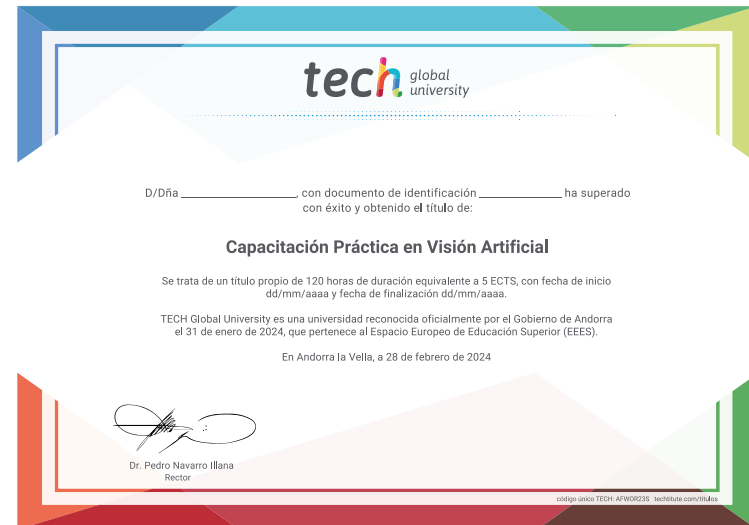 tech global university
D/Dña ____________________, con documento de identificación ______________ ha superado
con éxito y obtenido el título de:
Capacitación Práctica en Visión Artificial
Se trata de un título propio de 120 horas de duración equivalente a 5 ECTS, con fecha de inicio
dd/mm/aaaa y fecha de finalización dd/mm/aaaa.
TECH Global University es una universidad reconocida oficialmente por el Gobierno de Andorra
el 31 de enero de 2024, que pertenece al Espacio Europeo de Educación Superior (EEES).
En Andorra la Vella, a 28 de febrero de 2024
Dr. Pedro Navarro Illana
Rector
código único TECH: AFWOR23S techtitute.com/titulos